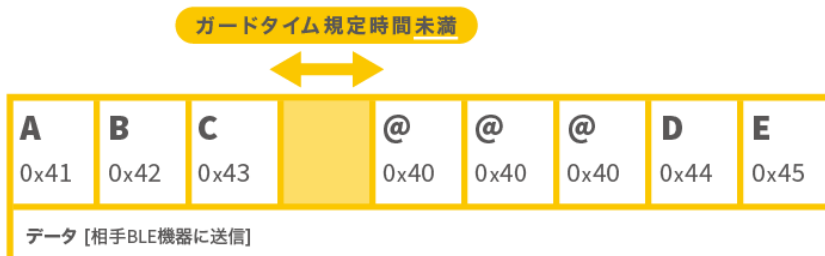 ガードタイム規定時間未満
A B C @ @ @ D E
0x41 0x42 0x43 0x40 0x40 0x40 0x44 0x45
データ [相手BLE機器に送信]